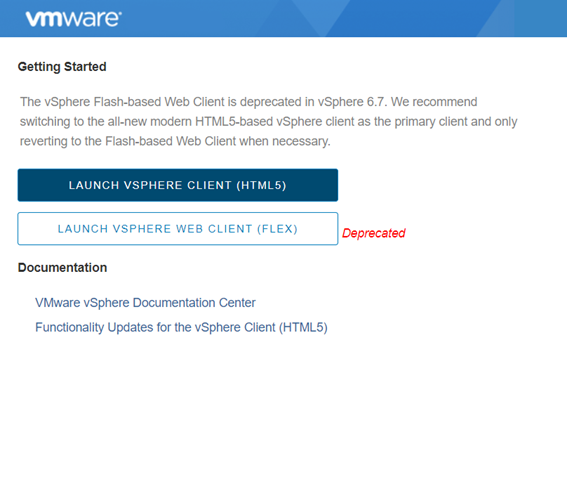 vmware
Getting Started
The vSphere Flash-based Web Client is deprecated in vSphere 6.7. We recommend
switching to the all-new modern HTML5-based vSphere client as the primary client and only
reverting to the Flash-based Web Client when necessary.
LAUNCH VSPHERE CLIENT (HTML5)
LAUNCH VSPHERE WEB CLIENT (FLEX) Deprecated
Documentation
VMware vSphere Documentation Center
Functionality Updates for the vSphere Client (HTML5)